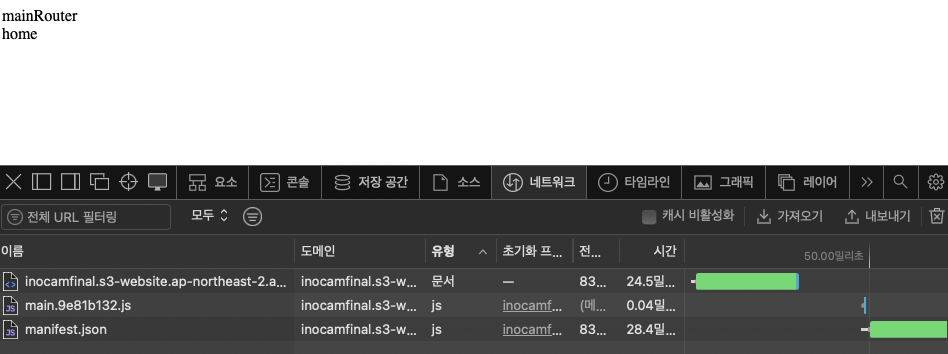 mainRouter
home
요소 콘솔 저장 공간 소스 네트워크 타임라인 그래픽 레이어
전체 URL 필터링 모두 캐시 비활성화 가져오기 내보내기
이름 도메인 유형 초기화 프... 전... 시간 50.00밀리초
inocamfinal.s3-website.ap-northeast-2.a... inocamfinal.s3-w... 문서 — 83... 24.5밀...
main.9e81b132.js inocamfinal.s3-w... js inocamf... (메... 0.04밀...
manifest.json inocamfinal.s3-w... js inocamf... 83... 28.4밀...